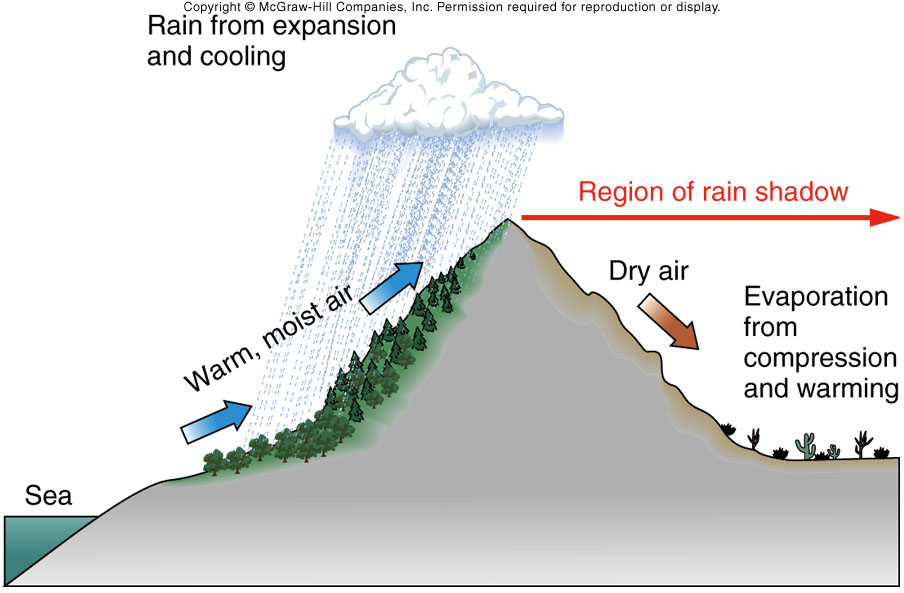 Copyright © McGraw-Hill Companies, Inc. Permission required for reproduction or display.
Rain from expansion
and cooling
Region of rain shadow
Dry air
Evaporation
from
compression
and warming
Warm, moist air
Sea